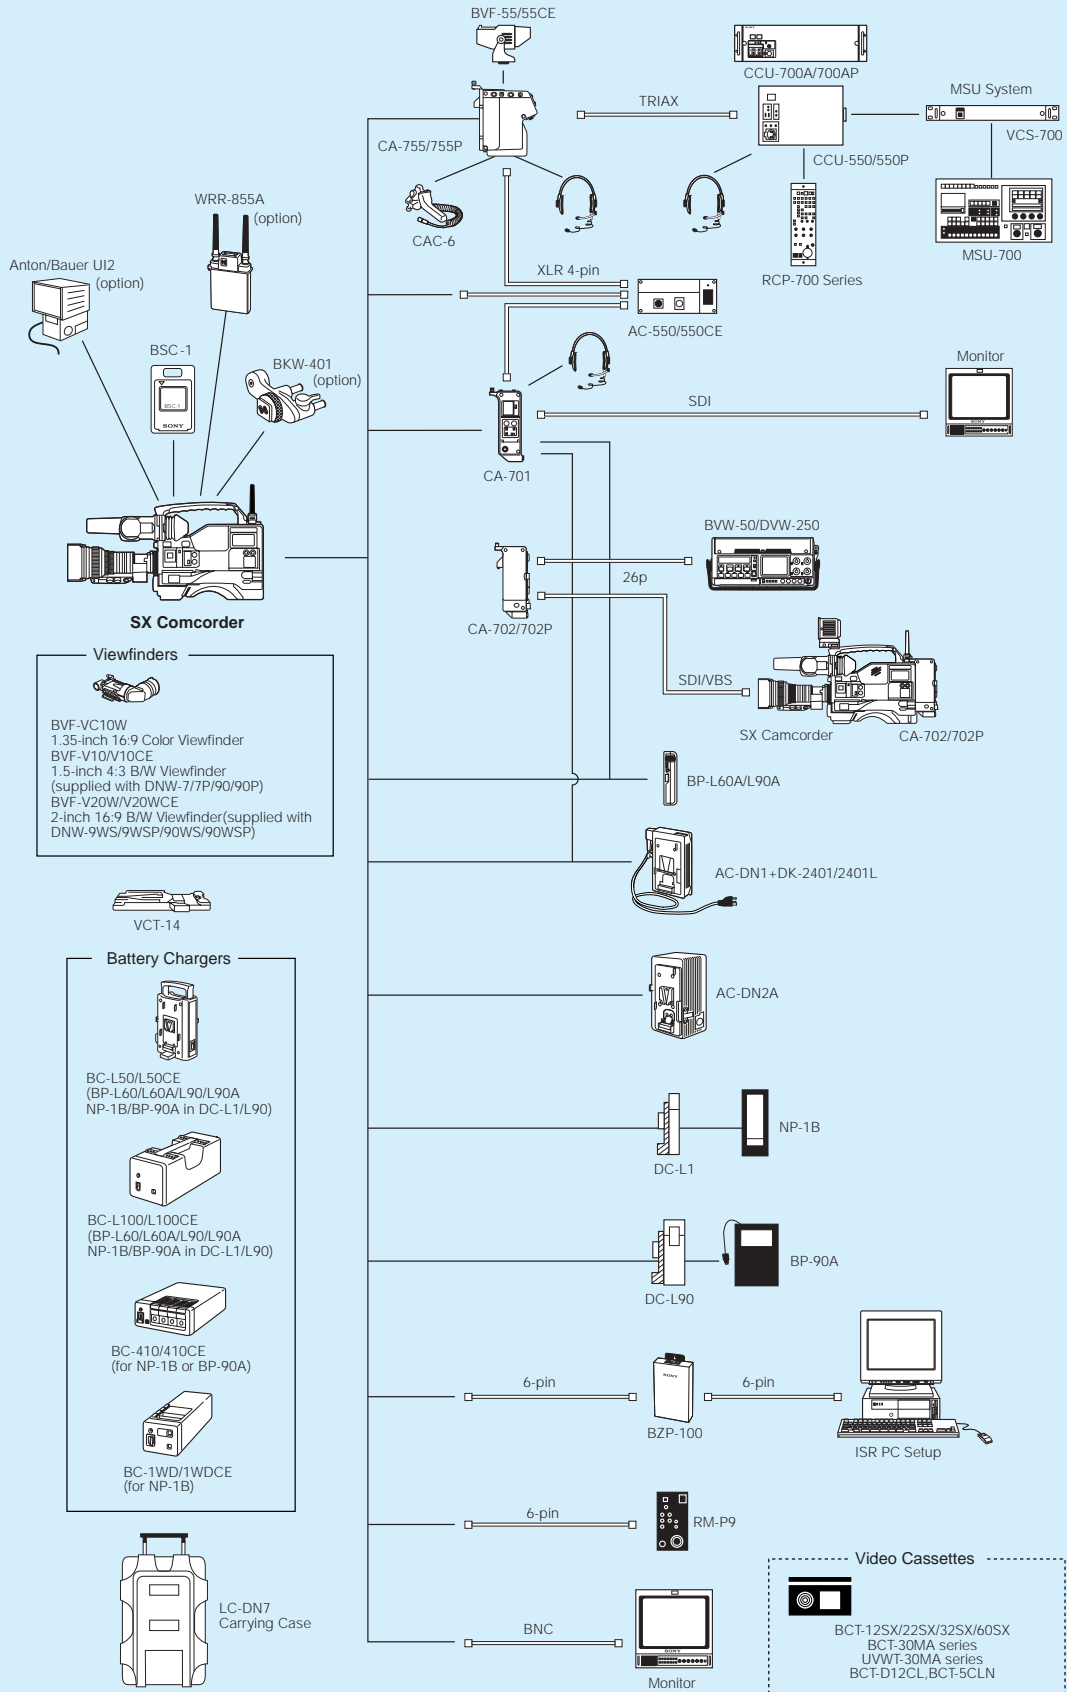 BVF-55/55CE
SONY
CCU-700A/700AP
TRIAX
MSU System
CA-755/755P
VCS-700
CCU-550/550P
WRR-855A
(option)
CAC-6
MSU-700
Anton/Bauer UI2
(option)
XLR 4-pin
RCP-700 Series
AC-550/550CE
BSC-1
BKW-401
(option)
Monitor
BSC-1
SONY
SDI
SONY
CA-701
BVW-50/DVW-250
26p
SX Comcorder
CA-702/702P
Viewfinders
SDI/VBS
BVF-VC10W
1.35-inch 16:9 Color Viewfinder
BVF-V10/V10CE
1.5-inch 4:3 B/W Viewfinder
(supplied with DNW-7/7P/90/90P)
BVF-V20W/V20WCE
2-inch 16:9 B/W Viewfinder(supplied with
DNW-9WS/9WSP/90WS/90WSP)
SX Camcorder
CA-702/702P
BP-L60A/L90A
AC-DN1+DK-2401/2401L
VCT-14
Battery Chargers
AC-DN2A
BC-L50/L50CE
(BP-L60/L60A/L90/L90A
NP-1B/BP-90A in DC-L1/L90)
NP-1B
DC-L1
BC-L100/L100CE
(BP-L60/L60A/L90/L90A
NP-1B/BP-90A in DC-L1/L90)
BP-90A
DC-L90
BC-410/410CE
(for NP-1B or BP-90A)
6-pin
SONY
6-pin
BZP-100
ISR PC Setup
BC-1WD/1WDCE
(for NP-1B)
6-pin
RM-P9
LC-DN7
Carrying Case
BNC
SONY
Monitor
Video Cassettes
BCT-12SX/22SX/32SX/60SX
BCT-30MA series
UVWT-30MA series
BCT-D12CL,BCT-5CLN